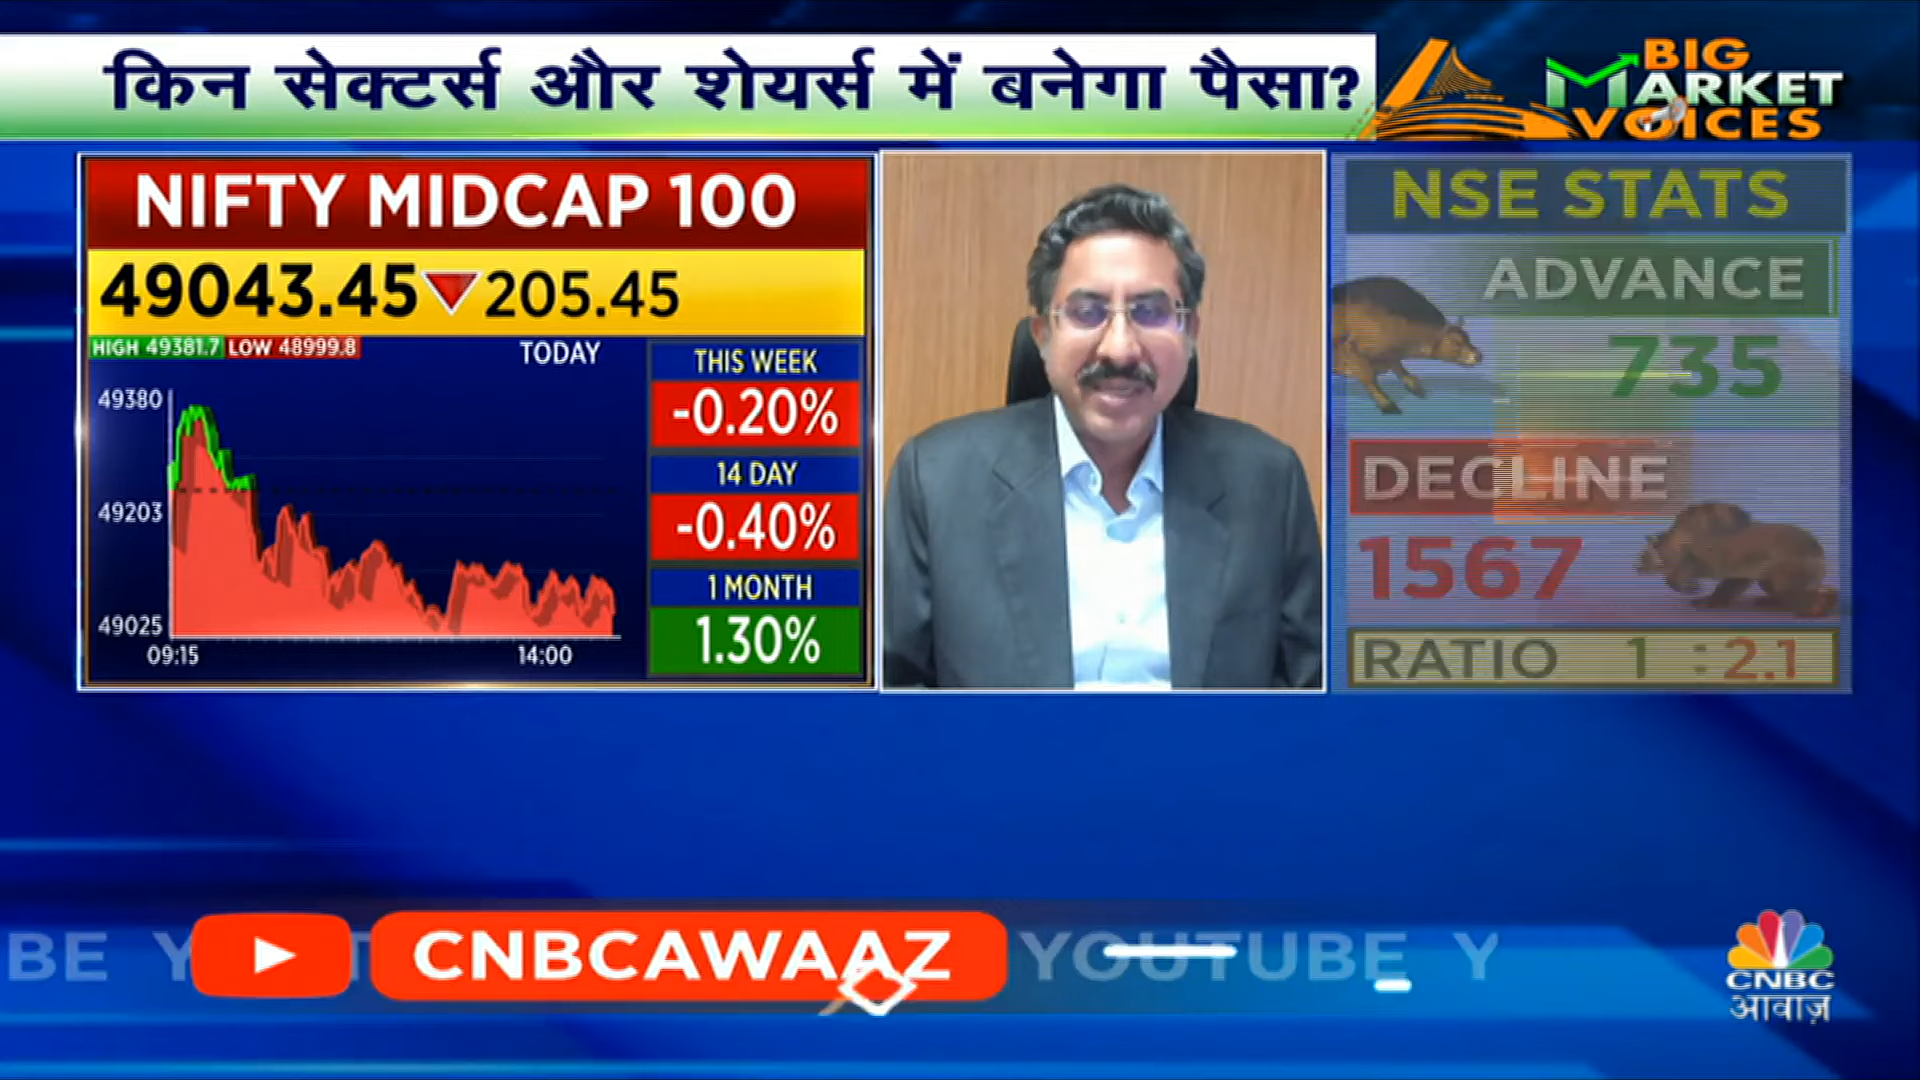 किन सेक्टर्स और शेयर्स में बनेगा पैसा?
BIG
MARKET
VOICES
NIFTY MIDCAP 100
49043.45 205.45
HIGH 49381.7 LOW 48999.8
TODAY
49380
49203
49025
09:15 14:00
THIS WEEK
-0.20%
14 DAY
-0.40%
1 MONTH
1.30%
NSE STATS
ADVANCE
735
DECLINE
1567
RATIO 1 : 2.1
BE Y T CNBCAWAAZ YOUTUBE Y
CNBC
आवाज़